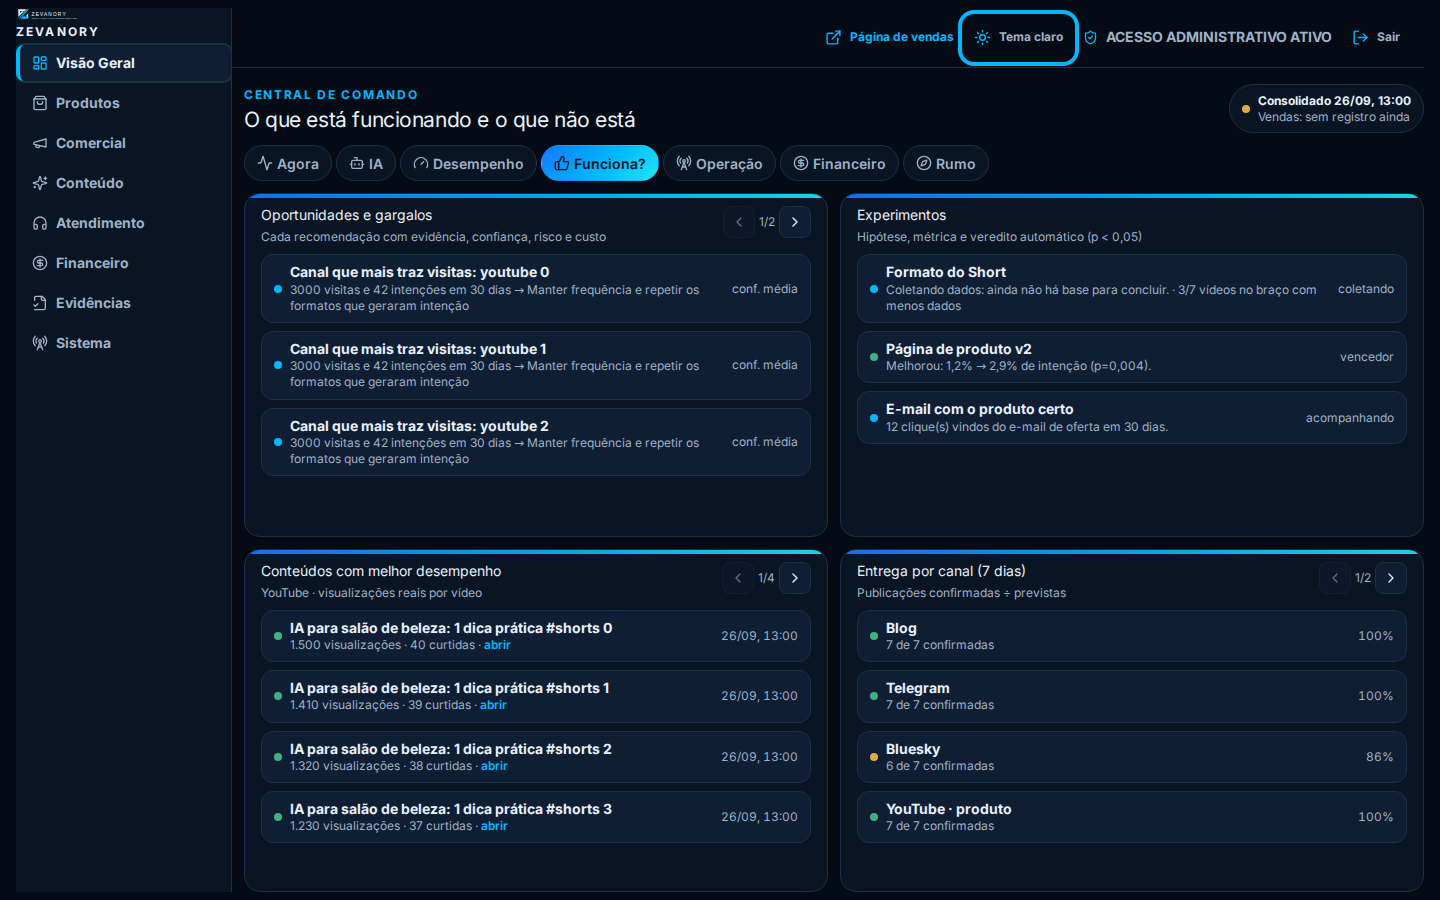 ZEVANORY
ZEVANORY
Visão Geral
Produtos
Comercial
Conteúdo
Atendimento
Financeiro
Evidências
Sistema
Página de vendas
Tema claro
ACESSO ADMINISTRATIVO ATIVO
Sair
CENTRAL DE COMANDO
O que está funcionando e o que não está
Consolidado 26/09, 13:00
Vendas: sem registro ainda
Agora
IA
Desempenho
Funciona?
Operação
Financeiro
Rumo
Oportunidades e gargalos
1/2
Cada recomendação com evidência, confiança, risco e custo
Canal que mais traz visitas: youtube 0
3000 visitas e 42 intenções em 30 dias → Manter frequência e repetir os
formatos que geraram intenção
conf. média
Canal que mais traz visitas: youtube 1
3000 visitas e 42 intenções em 30 dias → Manter frequência e repetir os
formatos que geraram intenção
conf. média
Canal que mais traz visitas: youtube 2
3000 visitas e 42 intenções em 30 dias → Manter frequência e repetir os
formatos que geraram intenção
conf. média
Experimentos
Hipótese, métrica e veredito automático (p < 0,05)
Formato do Short
Coletando dados: ainda não há base para concluir. · 3/7 vídeos no braço com
menos dados
coletando
Página de produto v2
Melhorou: 1,2% → 2,9% de intenção (p=0,004).
vencedor
E-mail com o produto certo
12 clique(s) vindos do e-mail de oferta em 30 dias.
acompanhando
Conteúdos com melhor desempenho
1/4
YouTube · visualizações reais por vídeo
IA para salão de beleza: 1 dica prática #shorts 0
1.500 visualizações · 40 curtidas · abrir
26/09, 13:00
IA para salão de beleza: 1 dica prática #shorts 1
1.410 visualizações · 39 curtidas · abrir
26/09, 13:00
IA para salão de beleza: 1 dica prática #shorts 2
1.320 visualizações · 38 curtidas · abrir
26/09, 13:00
IA para salão de beleza: 1 dica prática #shorts 3
1.230 visualizações · 37 curtidas · abrir
26/09, 13:00
Entrega por canal (7 dias)
1/2
Publicações confirmadas ÷ previstas
Blog
7 de 7 confirmadas
100%
Telegram
7 de 7 confirmadas
100%
Bluesky
6 de 7 confirmadas
86%
YouTube · produto
7 de 7 confirmadas
100%